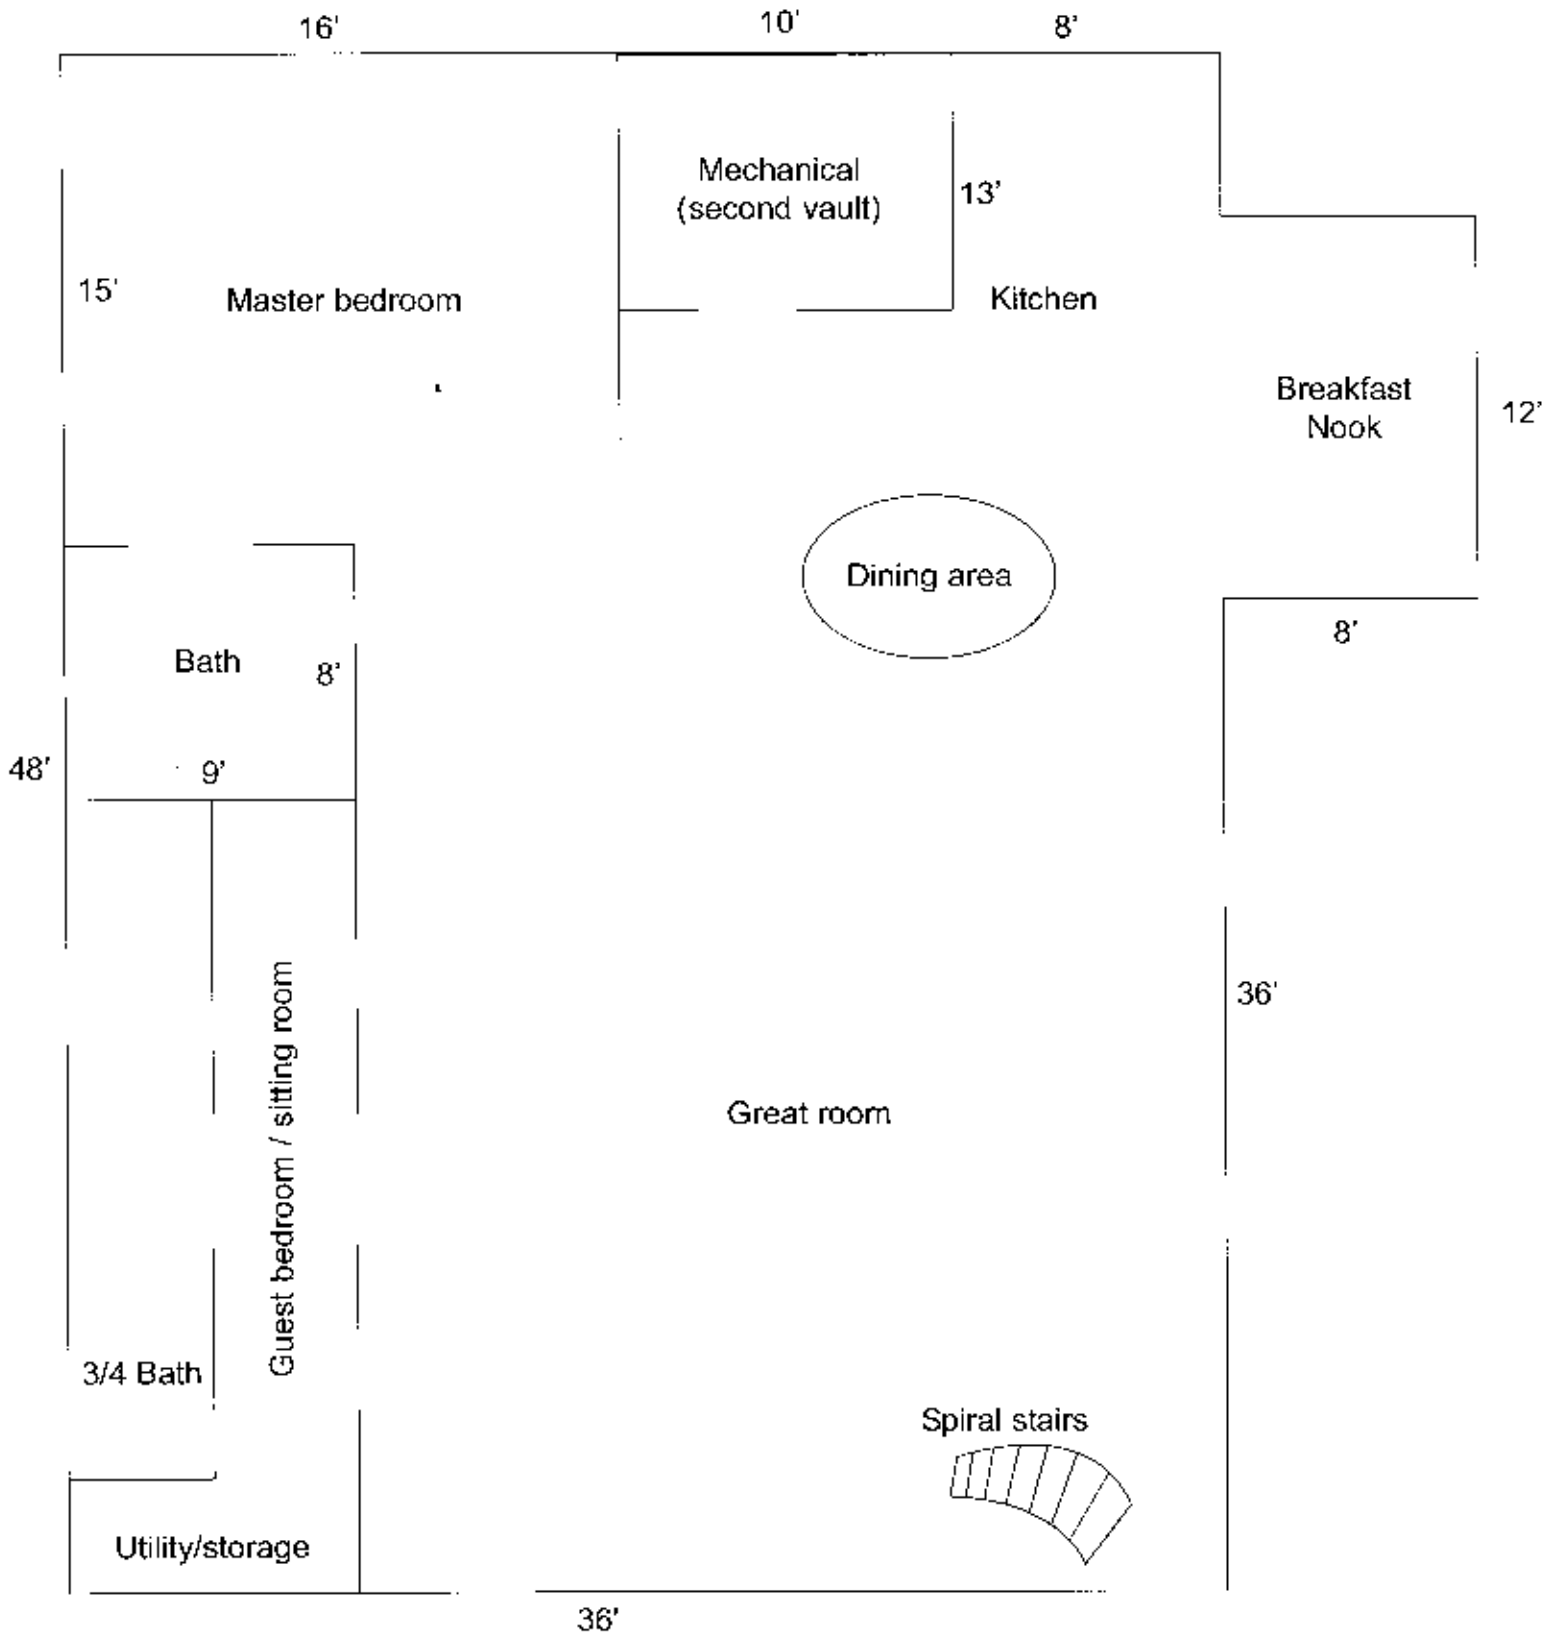 16'
10'
8'
Mechanical
(second vault)
13'
15'
Master bedroom
Kitchen
Breakfast
Nook
12'
Dining area
8'
Bath
8'
48'
9'
36'
Guest bedroom / sitting room
Great room
3/4 Bath
Spiral stairs
Utility/storage
36'